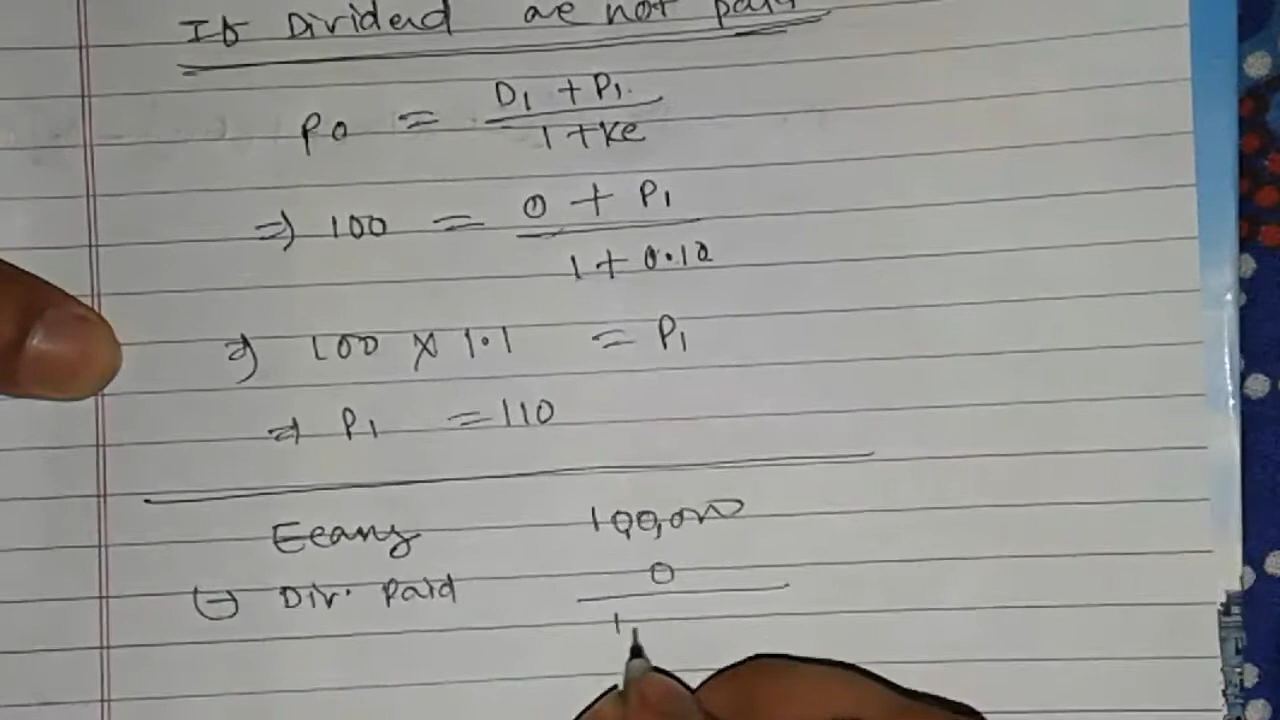 If Dividend are not paid
P0 = D1 + P1 / 1 + Ke
⇒ 100 = 0 + P1 / 1 + 0.10
⇒ 100 × 1.1 = P1
⇒ P1 = 110
100,000
(-) Div. Paid 0
1